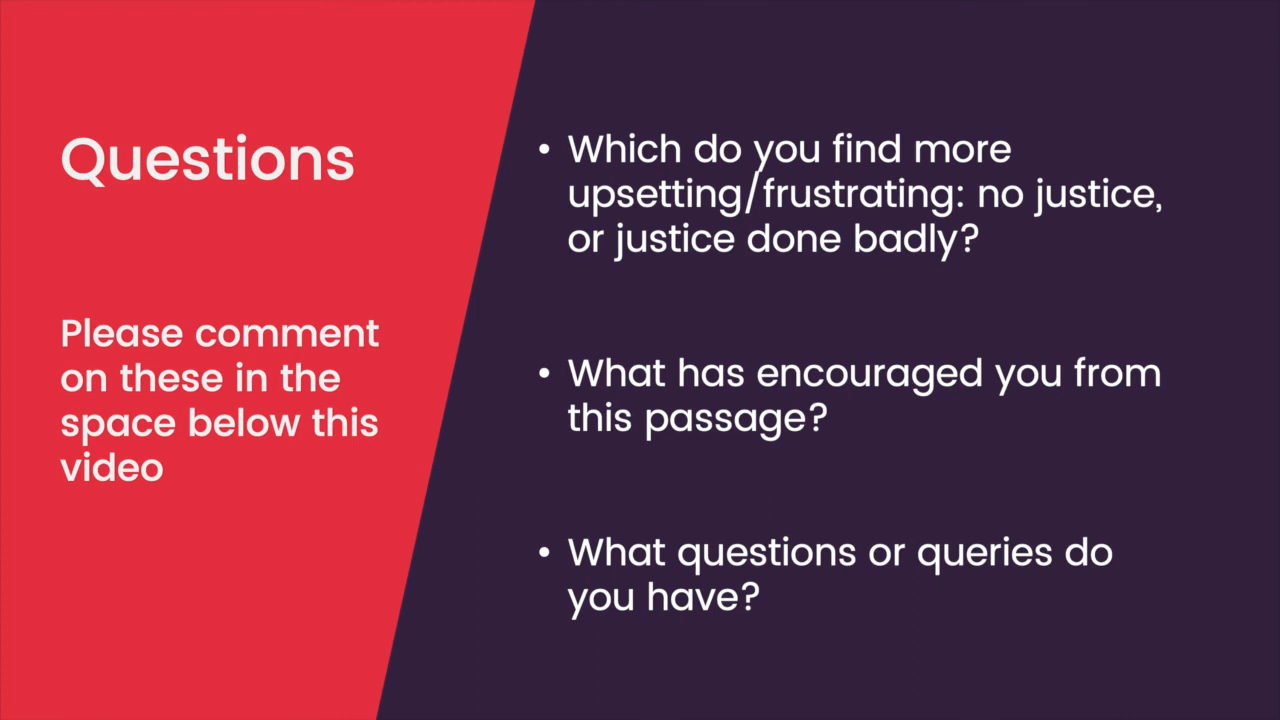 Questions
Please comment
on these in the
space below this
video
• Which do you find more
upsetting/frustrating: no justice,
or justice done badly?
• What has encouraged you from
this passage?
• What questions or queries do
you have?